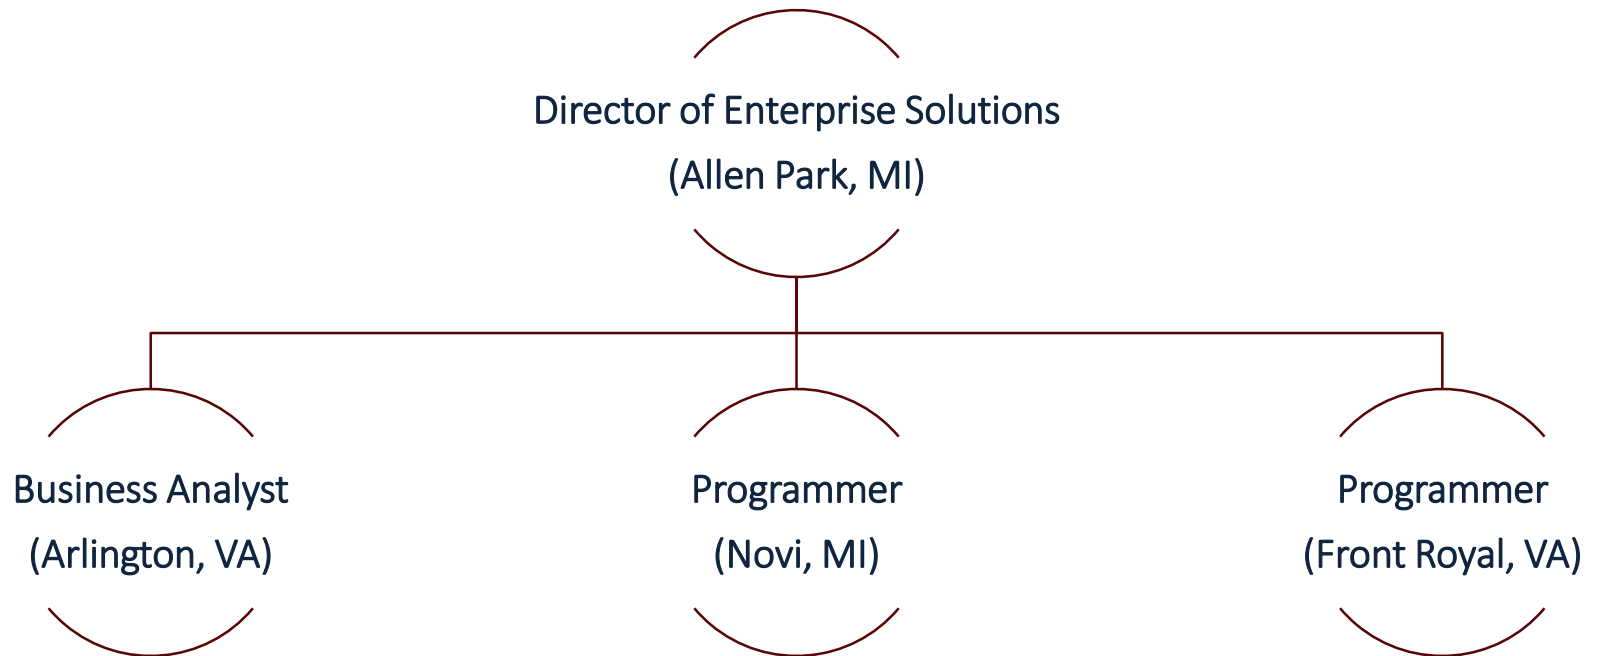 Director of Enterprise Solutions
(Allen Park, MI)
Business Analyst
(Arlington, VA)
Programmer
(Novi, MI)
Programmer
(Front Royal, VA)